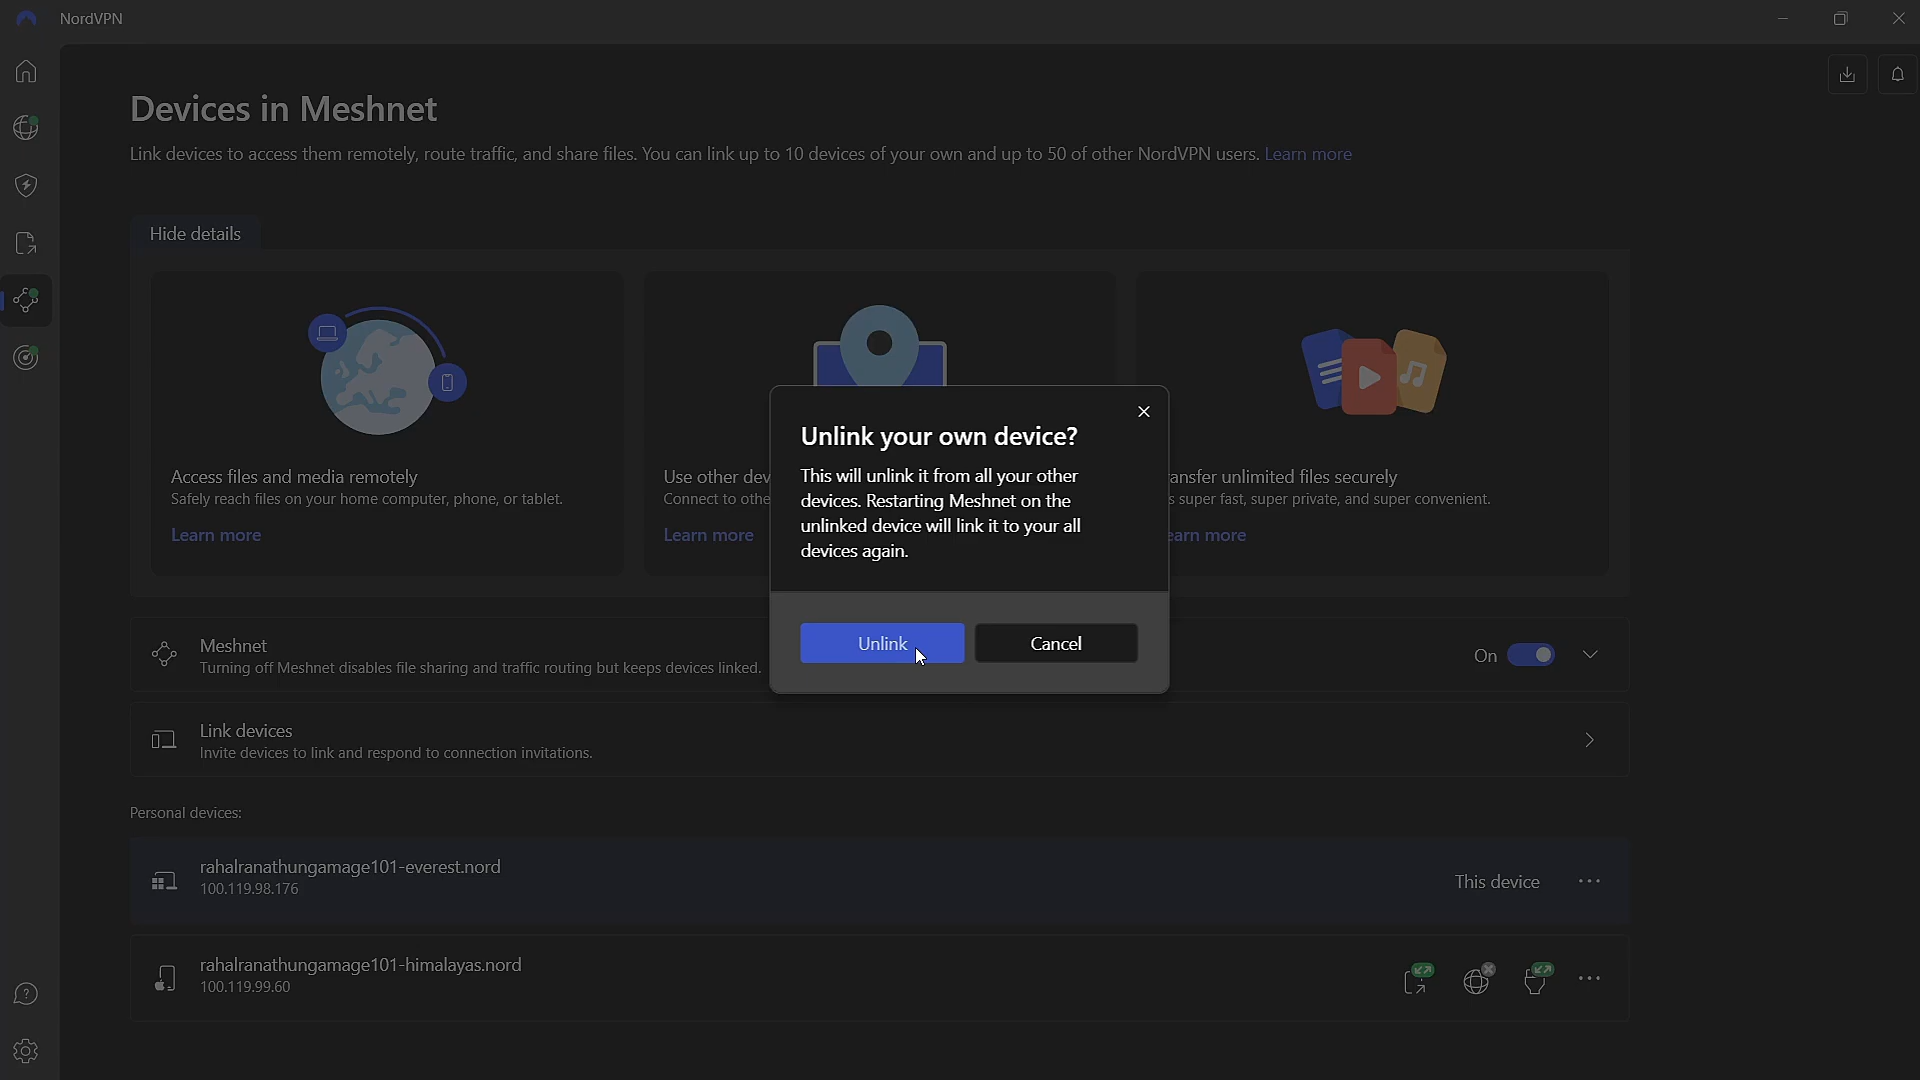 NordVPN
Devices in Meshnet
Link devices to access them remotely, route traffic, and share files. You can link up to 10 devices of your own and up to 50 of other NordVPN users. Learn more
Hide details
Access files and media remotely
Safely reach files on your home computer, phone, or tablet.
Learn more
Use other dev
Connect to othe
Learn more
ansfer unlimited files securely
s super fast, super private, and super convenient.
earn more
Unlink your own device?
This will unlink it from all your other
devices. Restarting Meshnet on the
unlinked device will link it to your all
devices again.
Unlink
Cancel
Meshnet
Turning off Meshnet disables file sharing and traffic routing but keeps devices linked.
On
Link devices
Invite devices to link and respond to connection invitations.
Personal devices:
rahalranathungamage101-everest.nord
100.119.98.176
This device
rahalranathungamage101-himalayas.nord
100.119.99.60